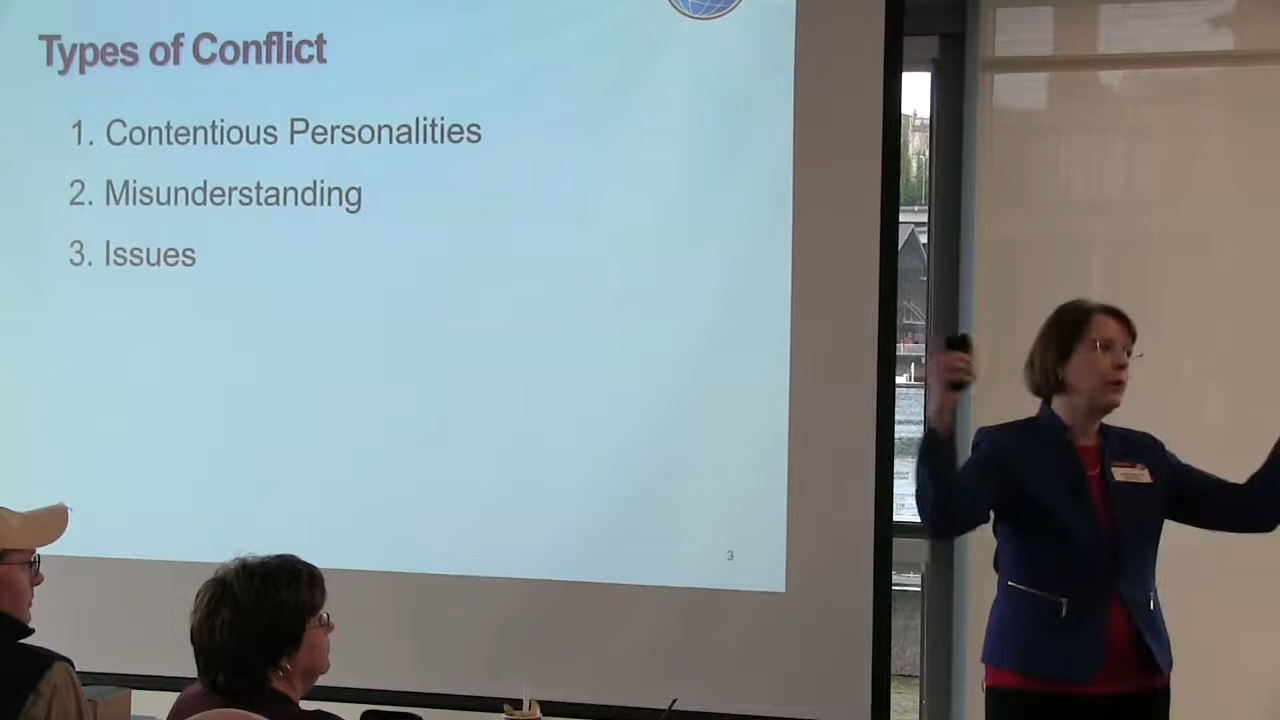 Types of Conflict
1. Contentious Personalities
2. Misunderstanding
3. Issues
3